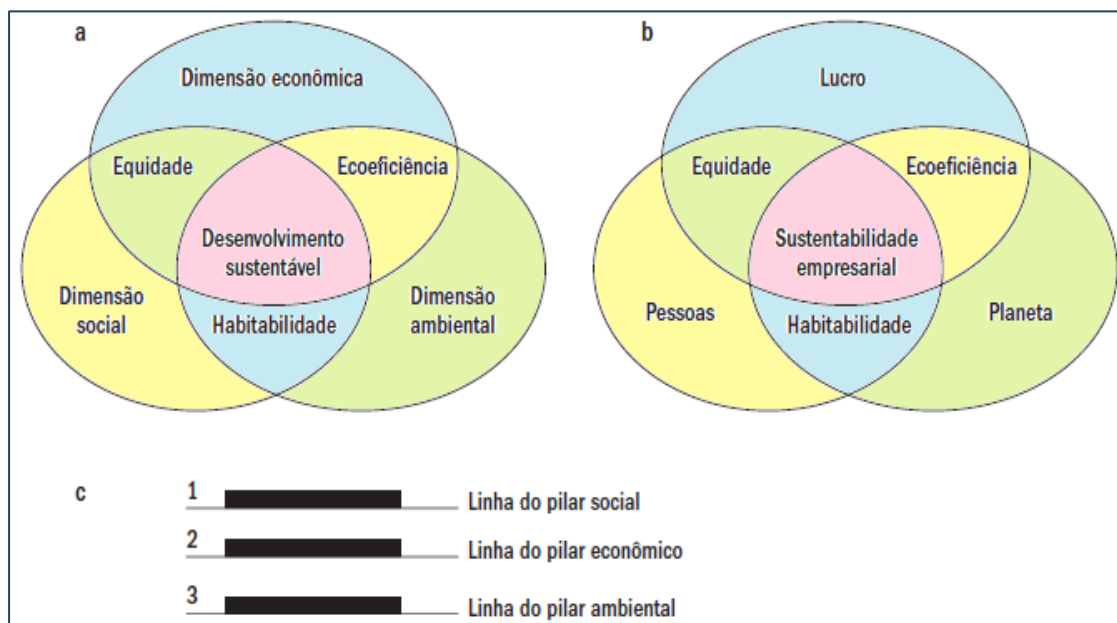 a
Dimensão econômica
Equidade
Ecoeficiência
Desenvolvimento
sustentável
Dimensão
social
Habitabilidade
Dimensão
ambiental
b
Lucro
Equidade
Ecoeficiência
Sustentabilidade
empresarial
Pessoas
Habitabilidade
Planeta
c
1
Linha do pilar social
2
Linha do pilar econômico
3
Linha do pilar ambiental